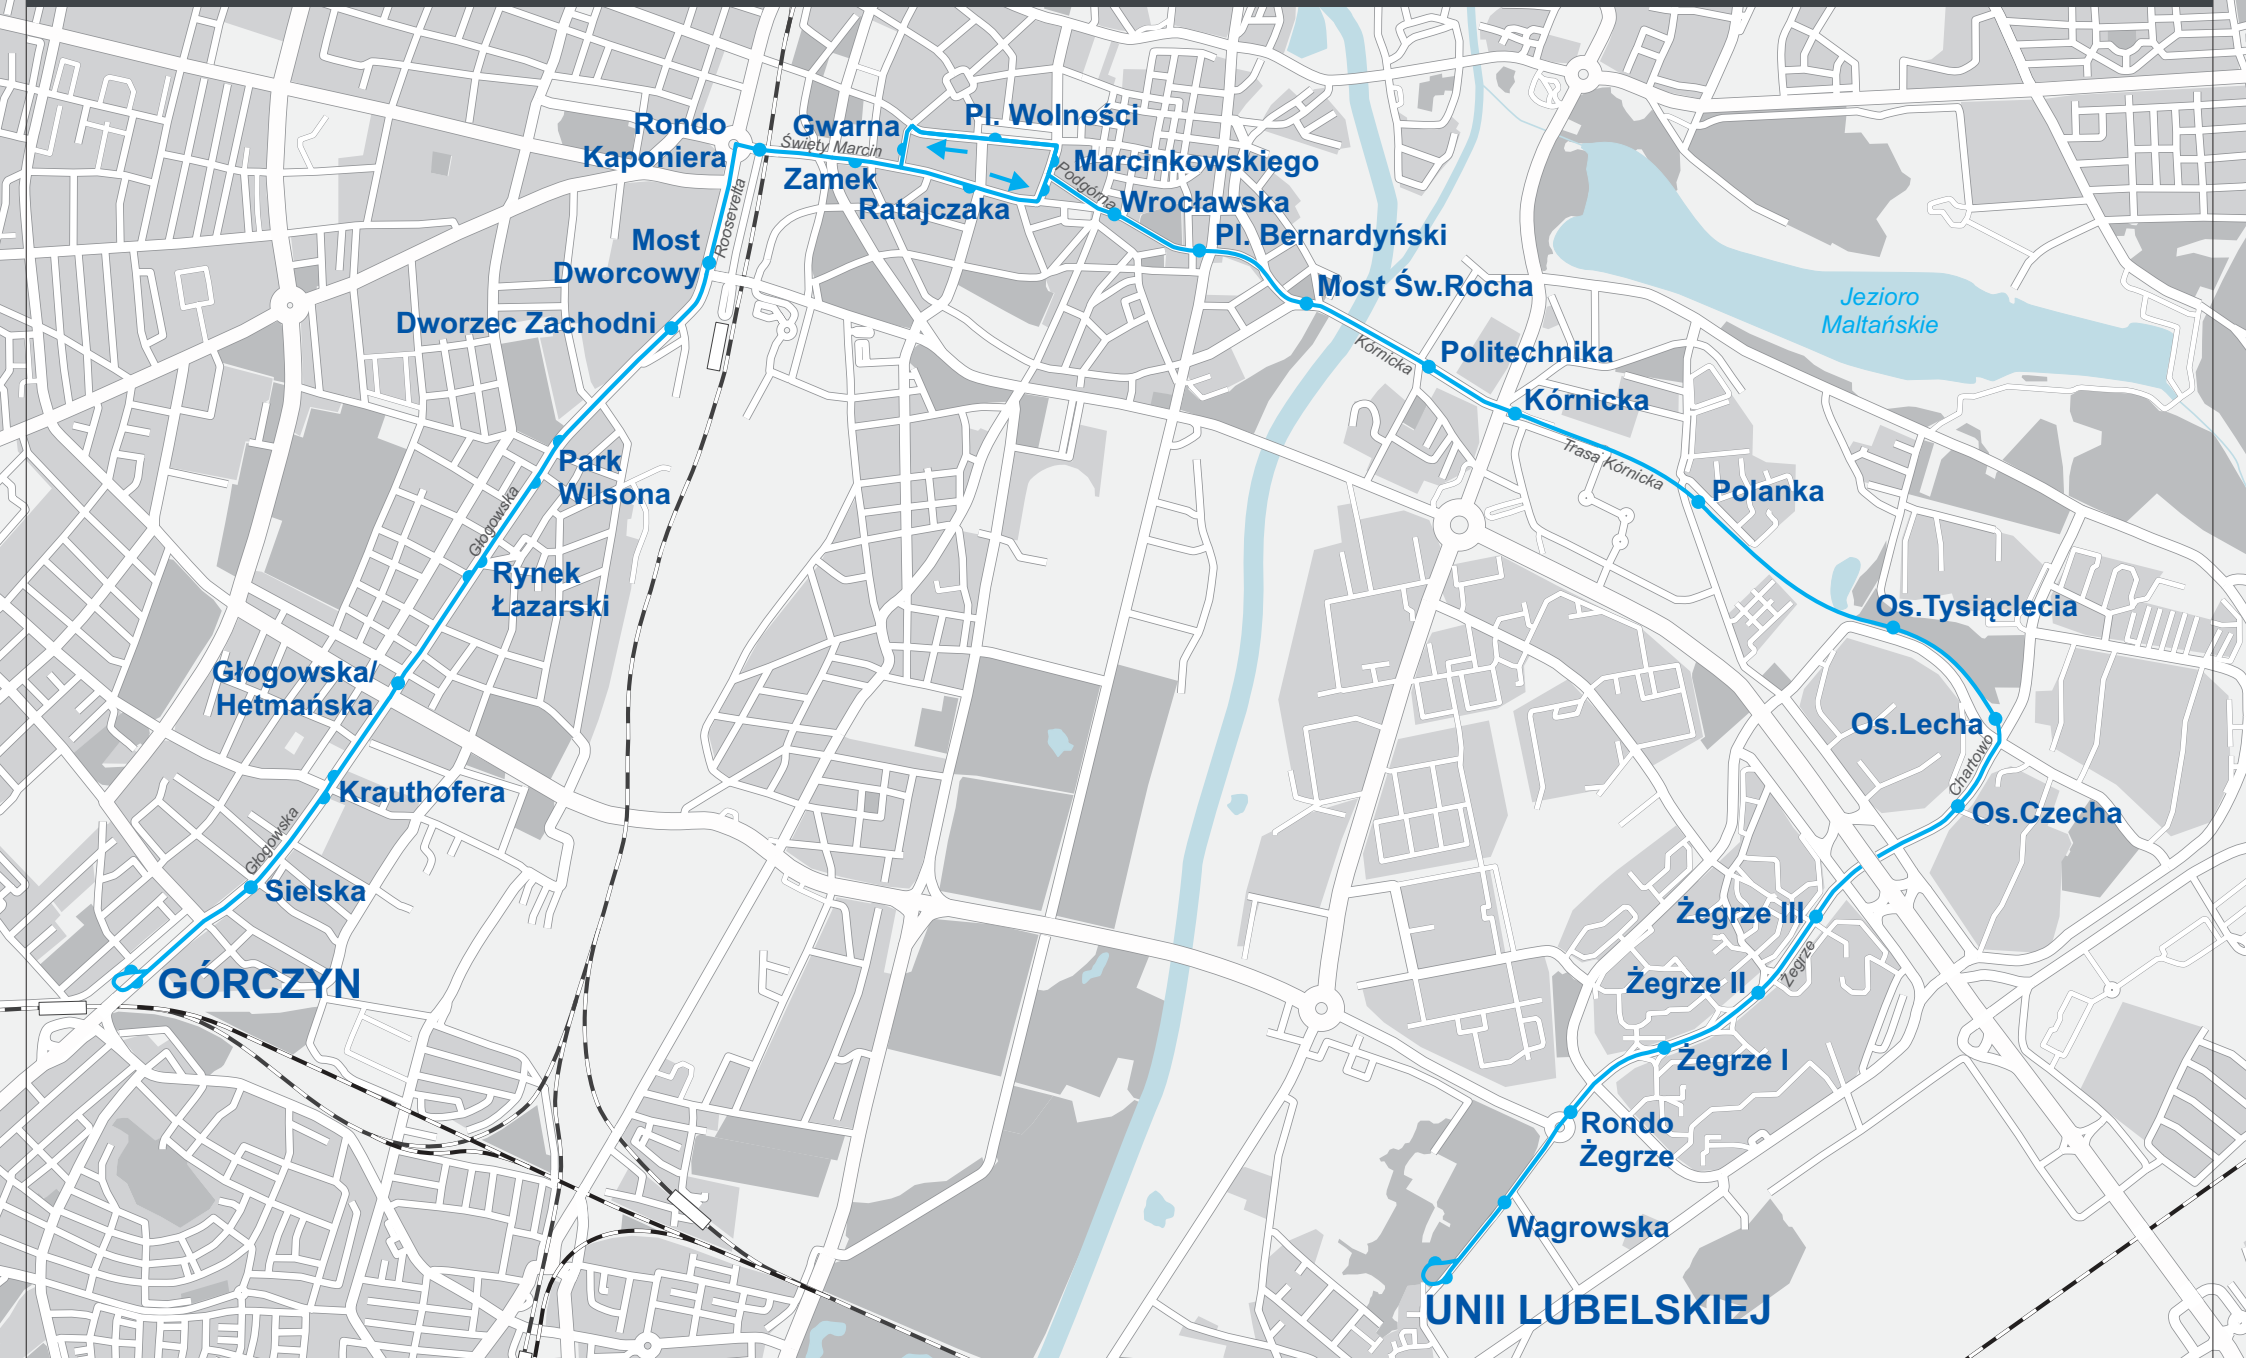 Rondo
Kaponiera
Gwarna
Pl. Wolności
Święty Marcin
Zamek
Ratajczaka
Marcinkowskiego
Podgórna
Wrocławska
Pl. Bernardyński
Roosevelta
Most
Dworcowy
Dworzec Zachodni
Most Św.Rocha
Jezioro
Maltańskie
Kórnicka
Politechnika
Kórnicka
Trasa Kórnicka
Polanka
Park
Wilsona
Głogowska
Rynek
Łazarski
Os.Tysiąclecia
Głogowska/
Hetmańska
Os.Lecha
Chartowo
Os.Czecha
Krauthofera
Głogowska
Sielska
GÓRCZYN
Żegrze III
Żegrze
Żegrze II
Żegrze I
Rondo
Żegrze
Wagrowska
UNII LUBELSKIEJ